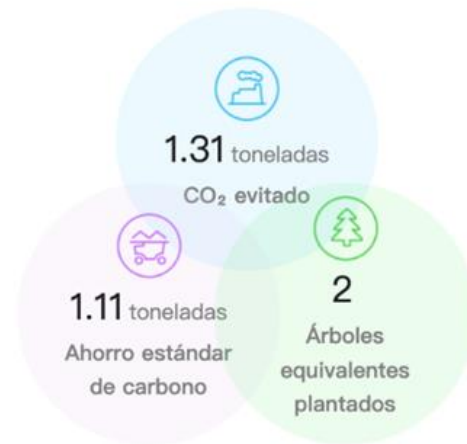 1.31 toneladas
CO₂ evitado
1.11 toneladas
Ahorro estándar
de carbono
2
Árboles
equivalentes
plantados